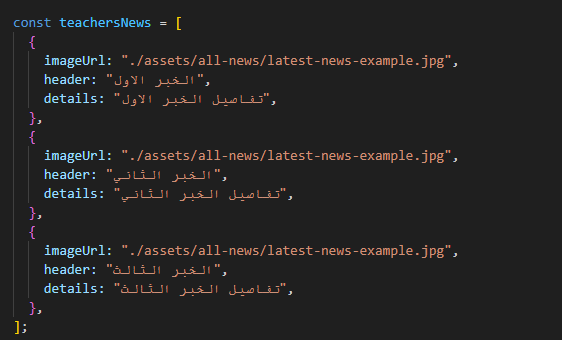 const teachersNews = [
  {
    imageUrl: "./assets/all-news/latest-news-example.jpg",
    header: "الخبر الاول",
    details: "تفاصيل الخبر الاول",
  },
  {
    imageUrl: "./assets/all-news/latest-news-example.jpg",
    header: "الخبر الثاني",
    details: "تفاصيل الخبر الثاني",
  },
  {
    imageUrl: "./assets/all-news/latest-news-example.jpg",
    header: "الخبر الثالث",
    details: "تفاصيل الخبر الثالث",
  },
];